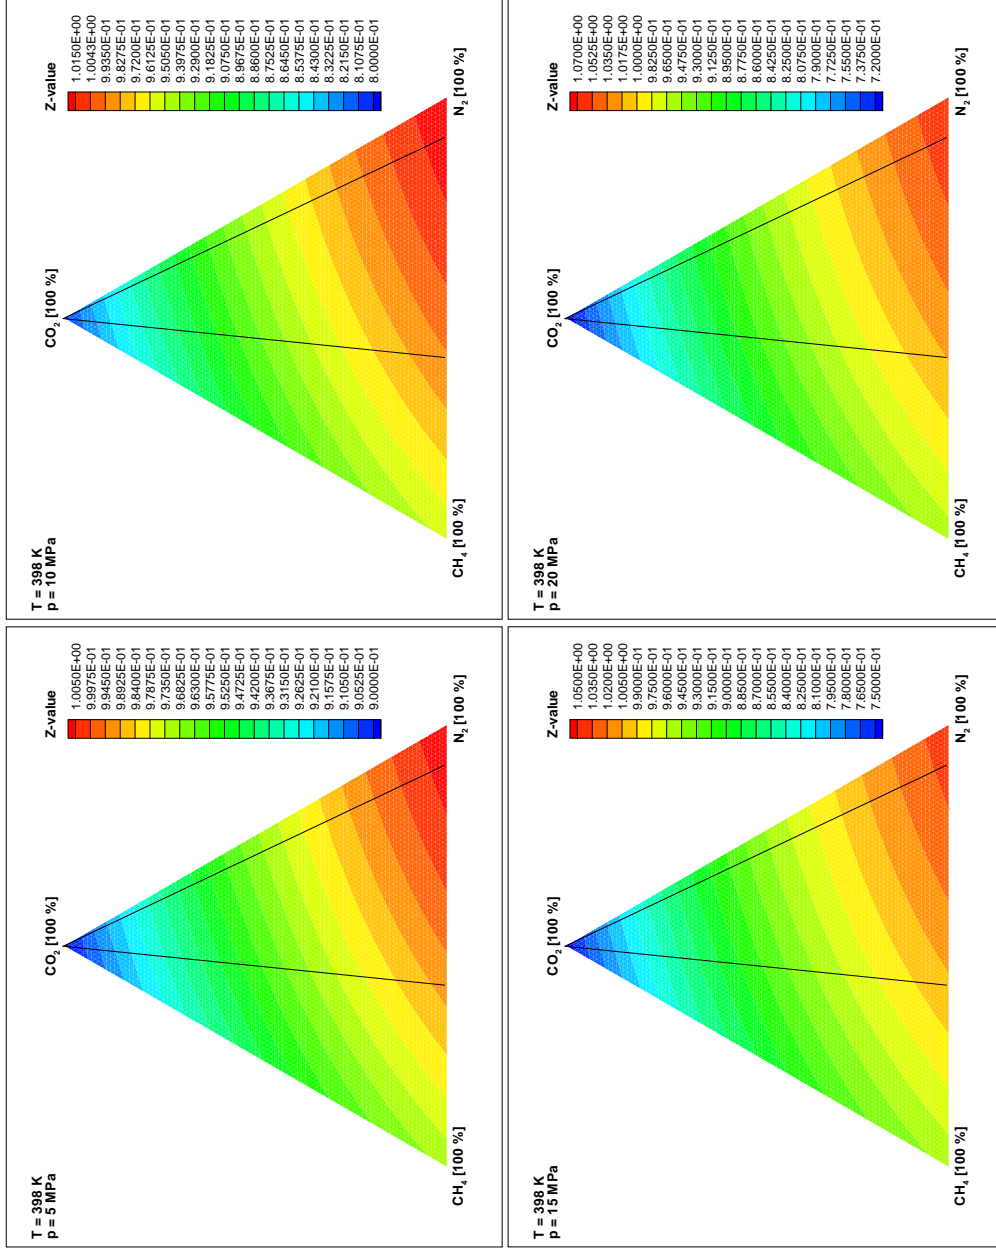 T = 398 K
p = 5 MPa
CO2 [100 %]
Z-value
1.0050E+00
9.9975E-01
9.9450E-01
9.8925E-01
9.8400E-01
9.7875E-01
9.7350E-01
9.6825E-01
9.6300E-01
9.5775E-01
9.5250E-01
9.4725E-01
9.4200E-01
9.3675E-01
9.3150E-01
9.2625E-01
9.2100E-01
9.1575E-01
9.1050E-01
9.0525E-01
9.0000E-01
CH4 [100 %]
N2 [100 %]
T = 398 K
p = 10 MPa
CO2 [100 %]
Z-value
1.0150E+00
1.0043E+00
9.9350E-01
9.8275E-01
9.7200E-01
9.6125E-01
9.5050E-01
9.3975E-01
9.2900E-01
9.1825E-01
9.0750E-01
8.9675E-01
8.8600E-01
8.7525E-01
8.6450E-01
8.5375E-01
8.4300E-01
8.3225E-01
8.2150E-01
8.1075E-01
8.0000E-01
CH4 [100 %]
N2 [100 %]
T = 398 K
p = 15 MPa
CO2 [100 %]
Z-value
1.0500E+00
1.0350E+00
1.0200E+00
1.0050E+00
9.9000E-01
9.7500E-01
9.6000E-01
9.4500E-01
9.3000E-01
9.1500E-01
9.0000E-01
8.8500E-01
8.7000E-01
8.5500E-01
8.4000E-01
8.2500E-01
8.1000E-01
7.9500E-01
7.8000E-01
7.6500E-01
7.5000E-01
CH4 [100 %]
N2 [100 %]
T = 398 K
p = 20 MPa
CO2 [100 %]
Z-value
1.0700E+00
1.0525E+00
1.0350E+00
1.0175E+00
1.0000E+00
9.8250E-01
9.6500E-01
9.4750E-01
9.3000E-01
9.1250E-01
8.9500E-01
8.7750E-01
8.6000E-01
8.4250E-01
8.2500E-01
8.0750E-01
7.9000E-01
7.7250E-01
7.5500E-01
7.3750E-01
7.2000E-01
CH4 [100 %]
N2 [100 %]